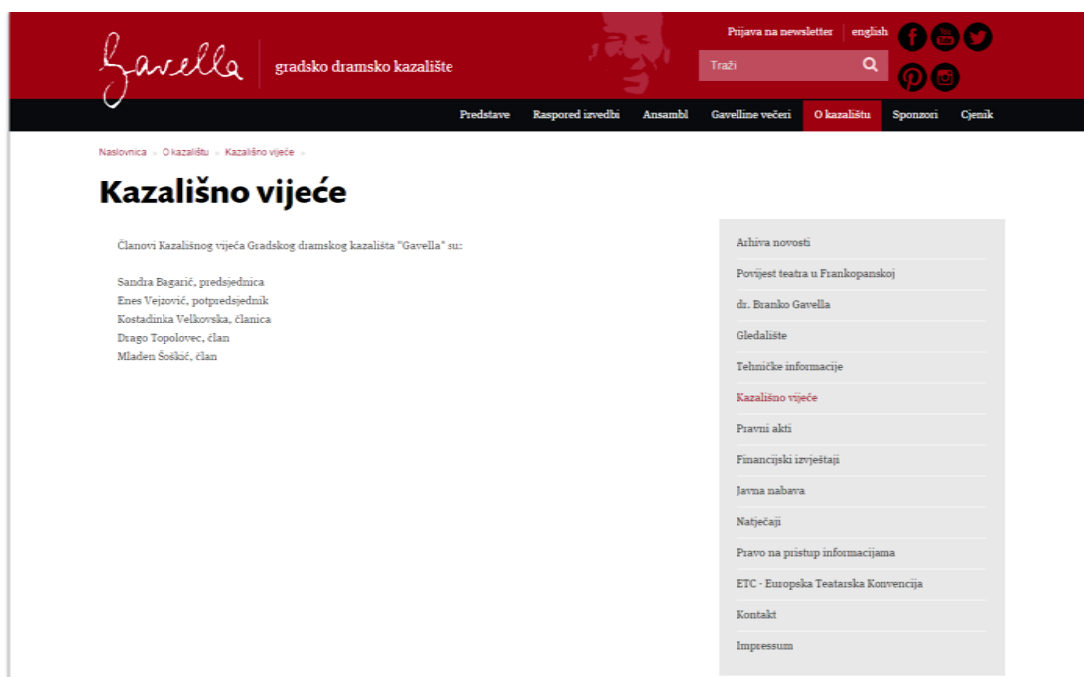 Gavella
gradsko dramsko kazalište
Prijava na newsletter
english
Traži
Predstave Raspored izvedbi Ansambl Gavelline večeri O kazalištu Sponzori Cjenik
Naslovnica » O kazalištu » Kazališno vijeće »
Kazališno vijeće
Članovi Kazališnog vijeća Gradskog dramskog kazališta "Gavella" su:
Sandra Bagarić, predsjednica
Enes Vejzović, potpredsjednik
Kostadinka Velkovska, članica
Drago Topolovec, član
Mladen Šoškić, član
Arhiva novosti
Povijest teatra u Frankopanskoj
dr. Branko Gavella
Gledalište
Tehničke informacije
Kazališno vijeće
Pravni akti
Financijski izvještaji
Javna nabava
Natječaji
Pravo na pristup informacijama
ETC - Europska Teatarska Konvencija
Kontakt
Impressum